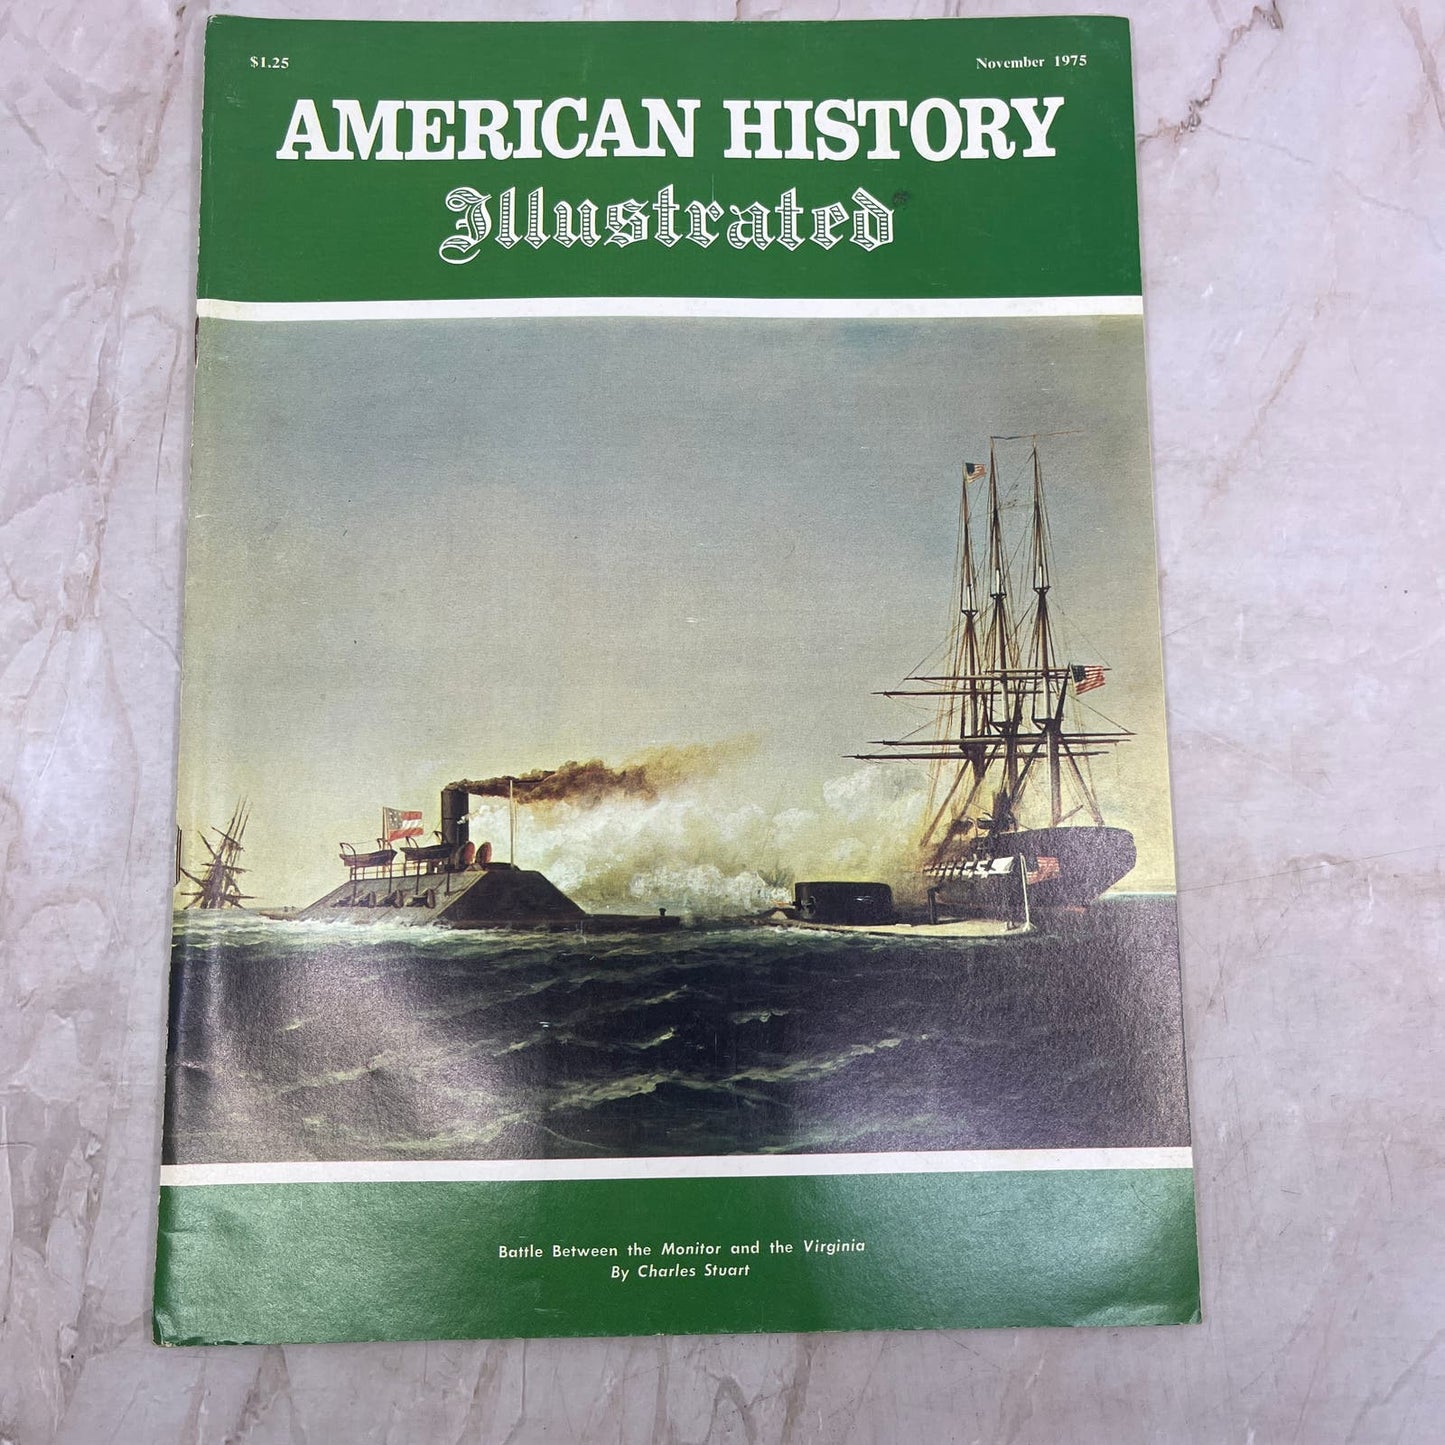 $1.25
November 1975
AMERICAN HISTORY
Illustrated
Battle Between the Monitor and the Virginia
By Charles Stuart